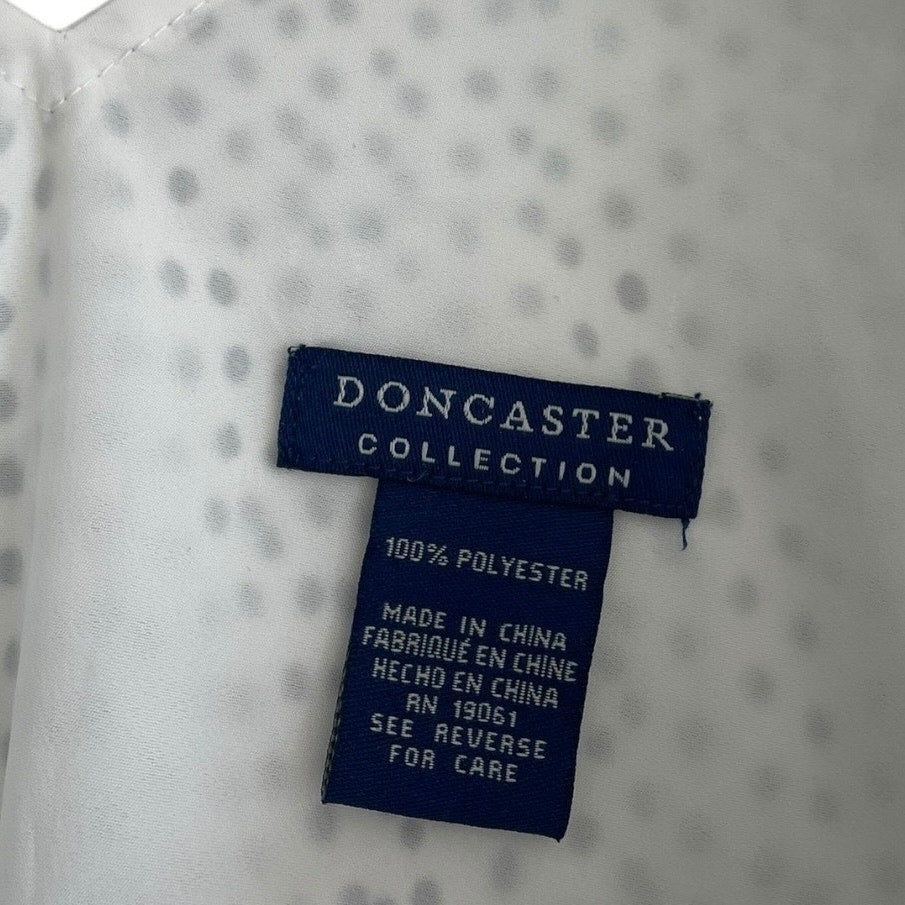 DONCASTER
COLLECTION
100% POLYESTER
MADE IN CHINA
FABRIQUÉ EN CHINE
HECHO EN CHINA
RN 19061
SEE REVERSE
FOR CARE